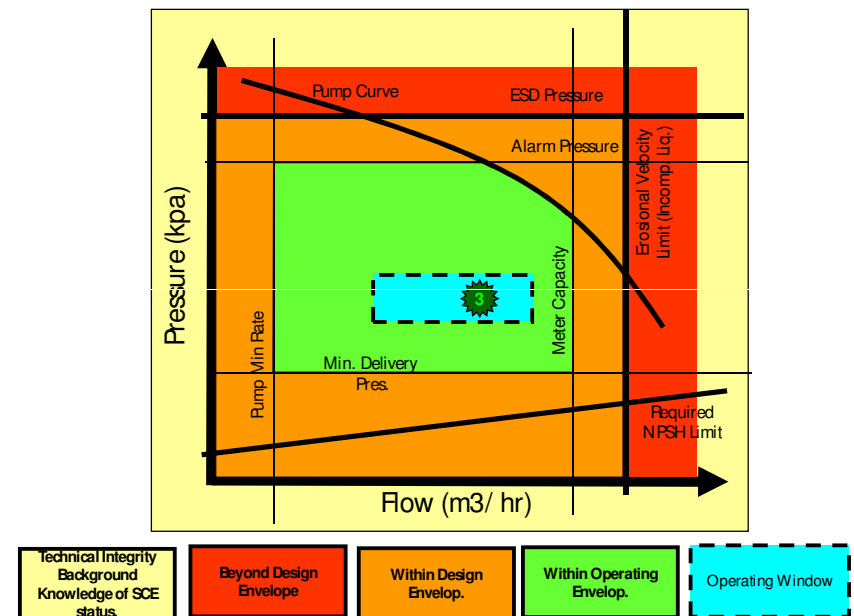 Pump Curve
ESD Pressure
Alarm Pressure
Erosional Velocity
Limit (Incompl. Liq.)
Pressure (kpa)
3
Meter Capacity
Pump Min Rate
Min. Delivery
Pres.
Required
NPSH Limit
Flow (m3/ hr)
Technical Integrity
Background
Knowledge of SCE
status.
Beyond Design
Envelope
Within Design
Envelop.
Within Operating
Envelop.
Operating Window